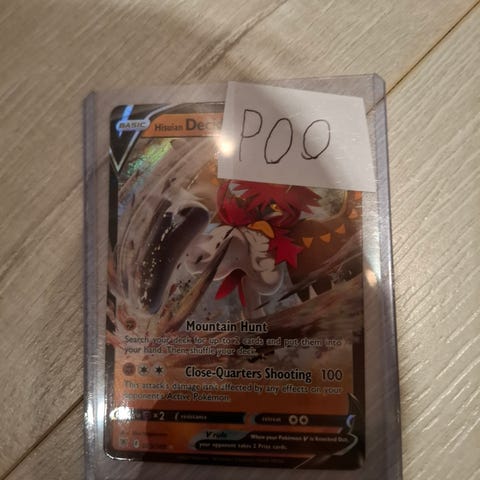 BASIC Hisuian Dec
POO
Mountain Hunt
Search your deck for up to 2 cards and put them into
your hand. Then, shuffle your deck.
Close-Quarters Shooting 100
This attack's damage isn't affected by any effects on your
opponent's Active Pokémon.
×2 resistance retreat
V rule When your Pokémon V is Knocked Out,
your opponent takes 2 Prize cards.